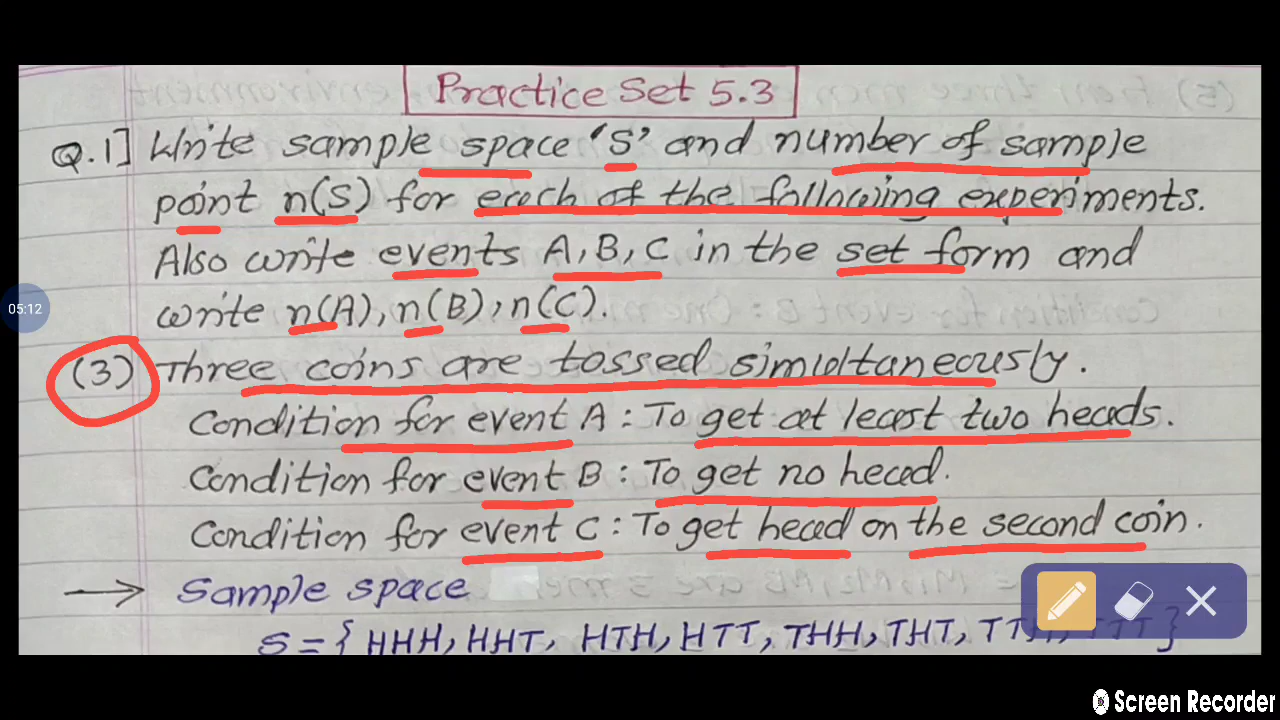 Practice Set 5.3
Q.1] Write sample space 'S' and number of sample
point n(S) for each of the following experiments.
Also write events A, B, C in the set form and
write n(A), n(B), n(C).
05:12
(3) Three coins are tossed simultaneously.
Condition for event A : To get at least two heads.
Condition for event B : To get no head.
Condition for event C : To get head on the second coin.
→ Sample space
S = { HHH, HHT, HTH, HTT, THH, THT, TTH, TTT }
Screen Recorder